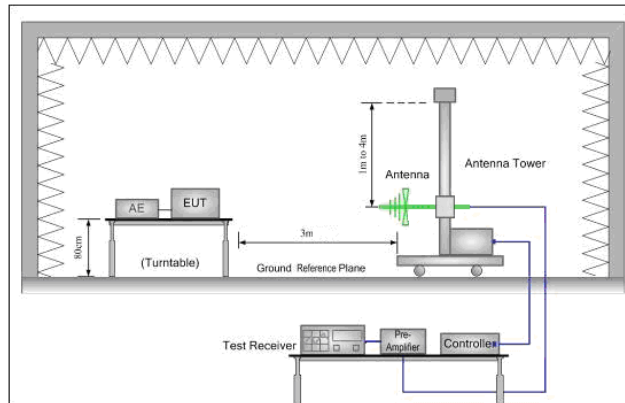 1m to 4m
Antenna
Antenna Tower
AE
EUT
80cm
(Turntable)
3m
Ground Reference Plane
Test Receiver
Pre-
Amplifier
Controller